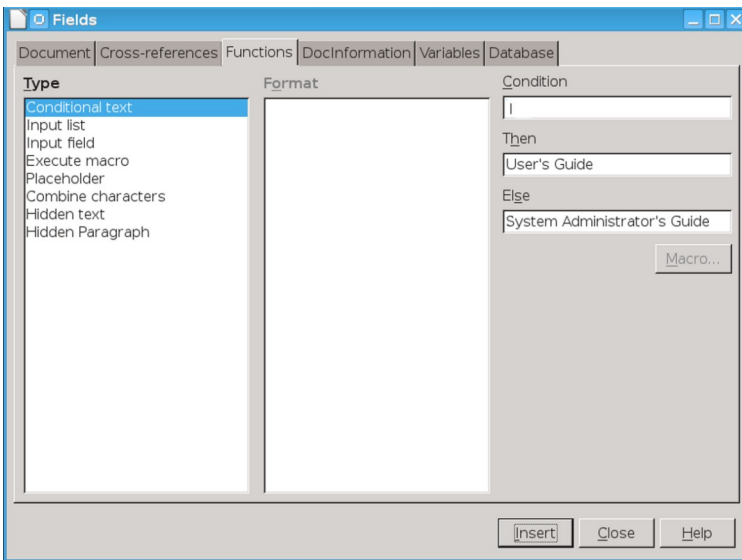 Fields
Document Cross-references Functions DocInformation Variables Database
Type
Conditional text
Input list
Input field
Execute macro
Placeholder
Combine characters
Hidden text
Hidden Paragraph
Format
Condition
Then
User's Guide
Else
System Administrator's Guide
Macro...
Insert Close Help